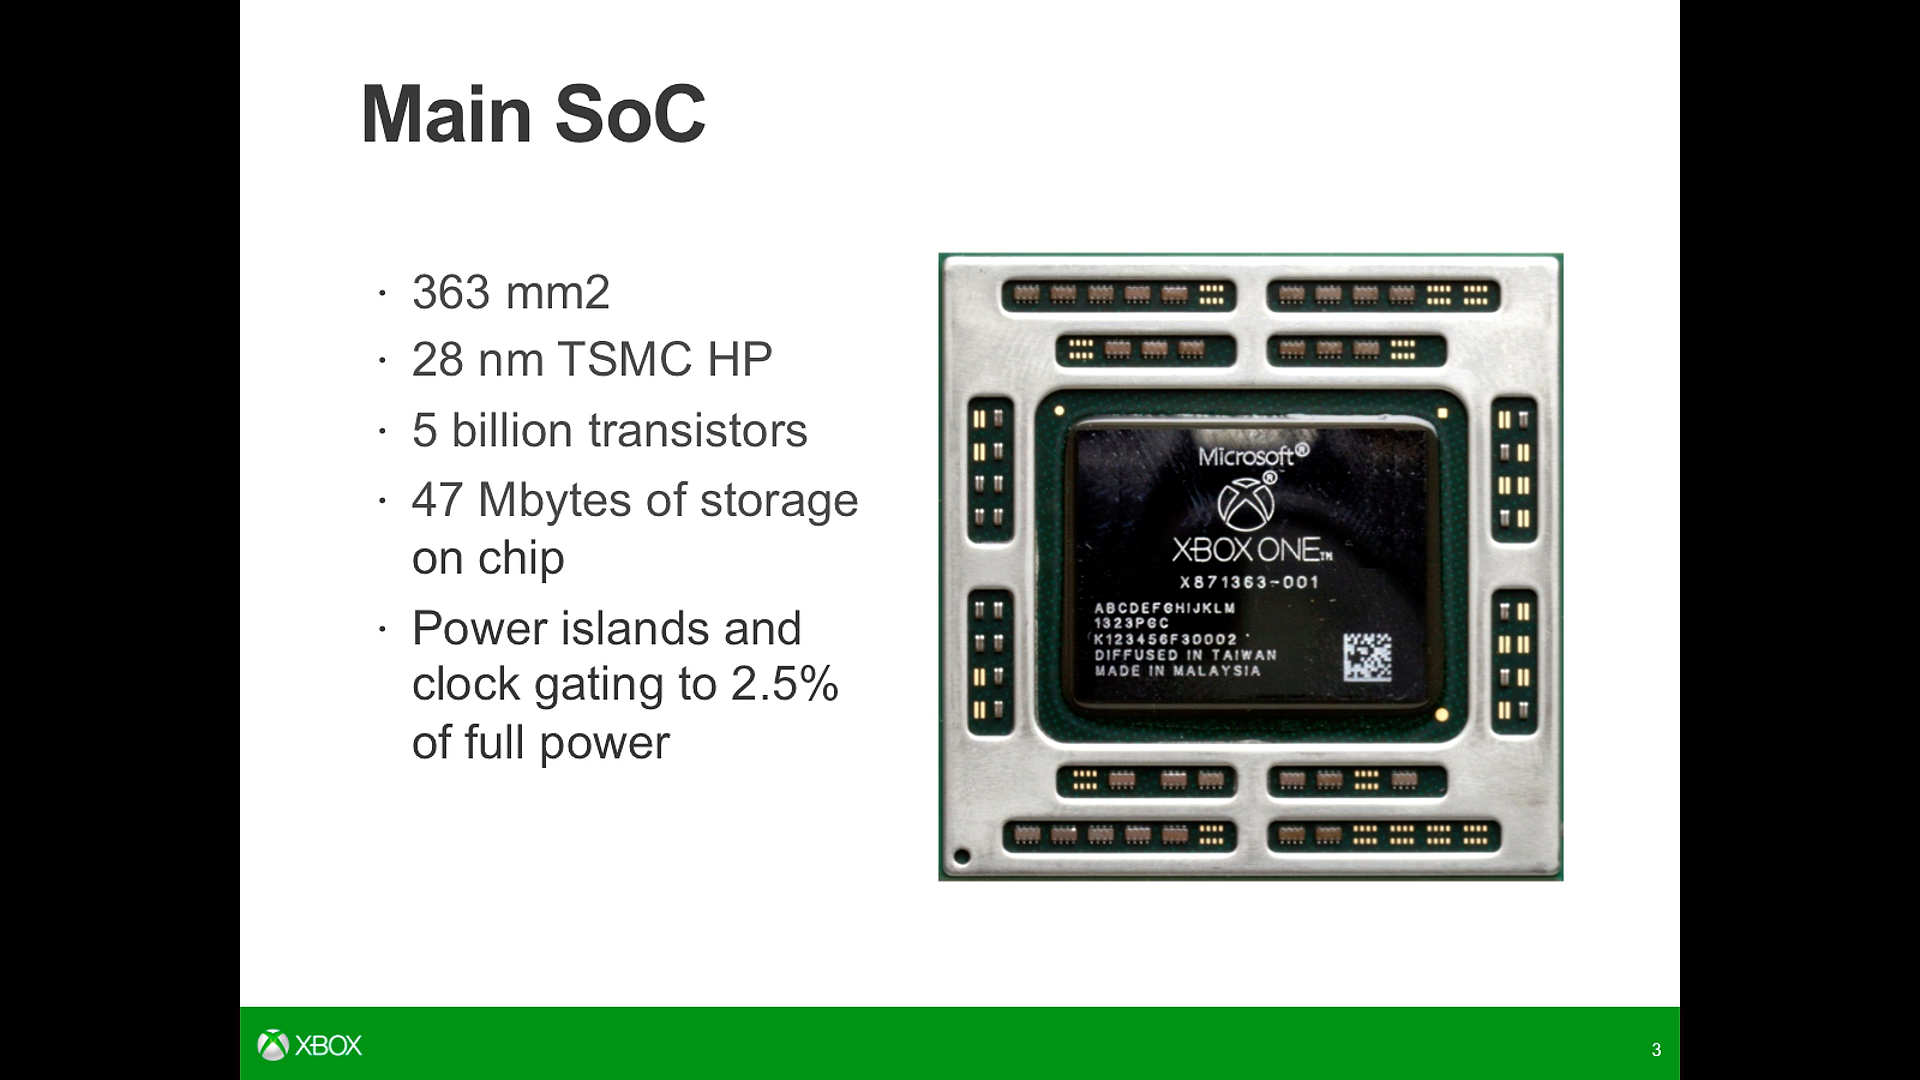 Main SoC
· 363 mm2
· 28 nm TSMC HP
· 5 billion transistors
· 47 Mbytes of storage
on chip
· Power islands and
clock gating to 2.5%
of full power
Microsoft®
®
XBOX ONE™
X871363-001
ABCDEFGHIJKLM
1323PGC
K123456F30002
DIFFUSED IN TAIWAN
MADE IN MALAYSIA
XBOX
3